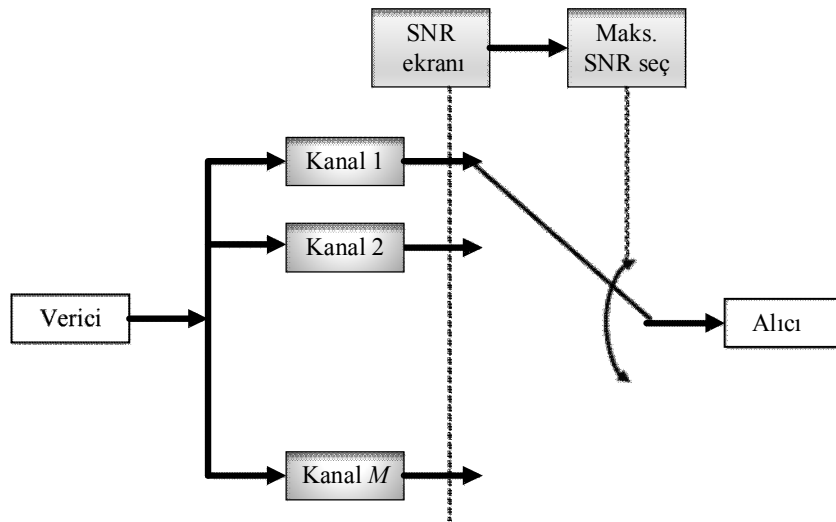 SNR
ekranı
Maks.
SNR seç
Kanal 1
Kanal 2
Verici
Alıcı
Kanal M